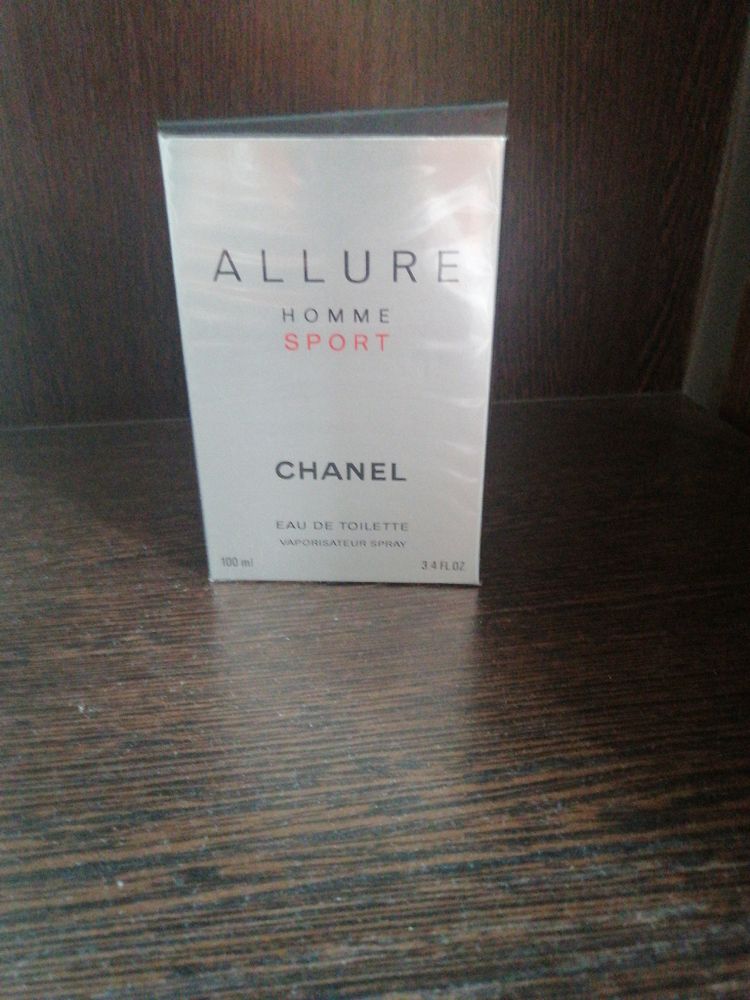 ALLURE
HOMME
SPORT
CHANEL
EAU DE TOILETTE
VAPORISATEUR SPRAY
100 ml 3.4 FL.OZ